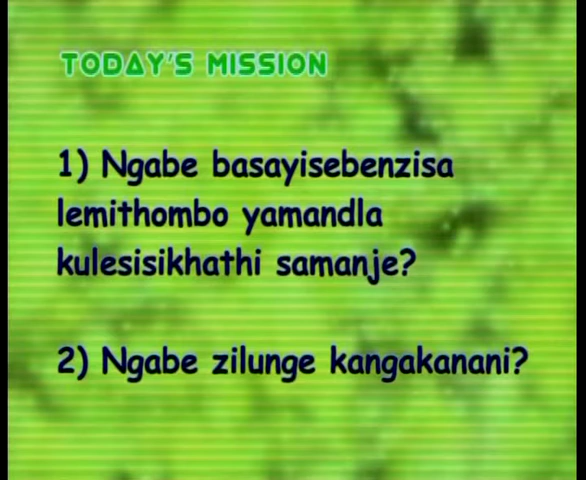 TODAY'S MISSION
1) Ngabe basayisebenzisa
lemithombo yamandla
kulesisikhathi samanje?
2) Ngabe zilunge kangakanani?